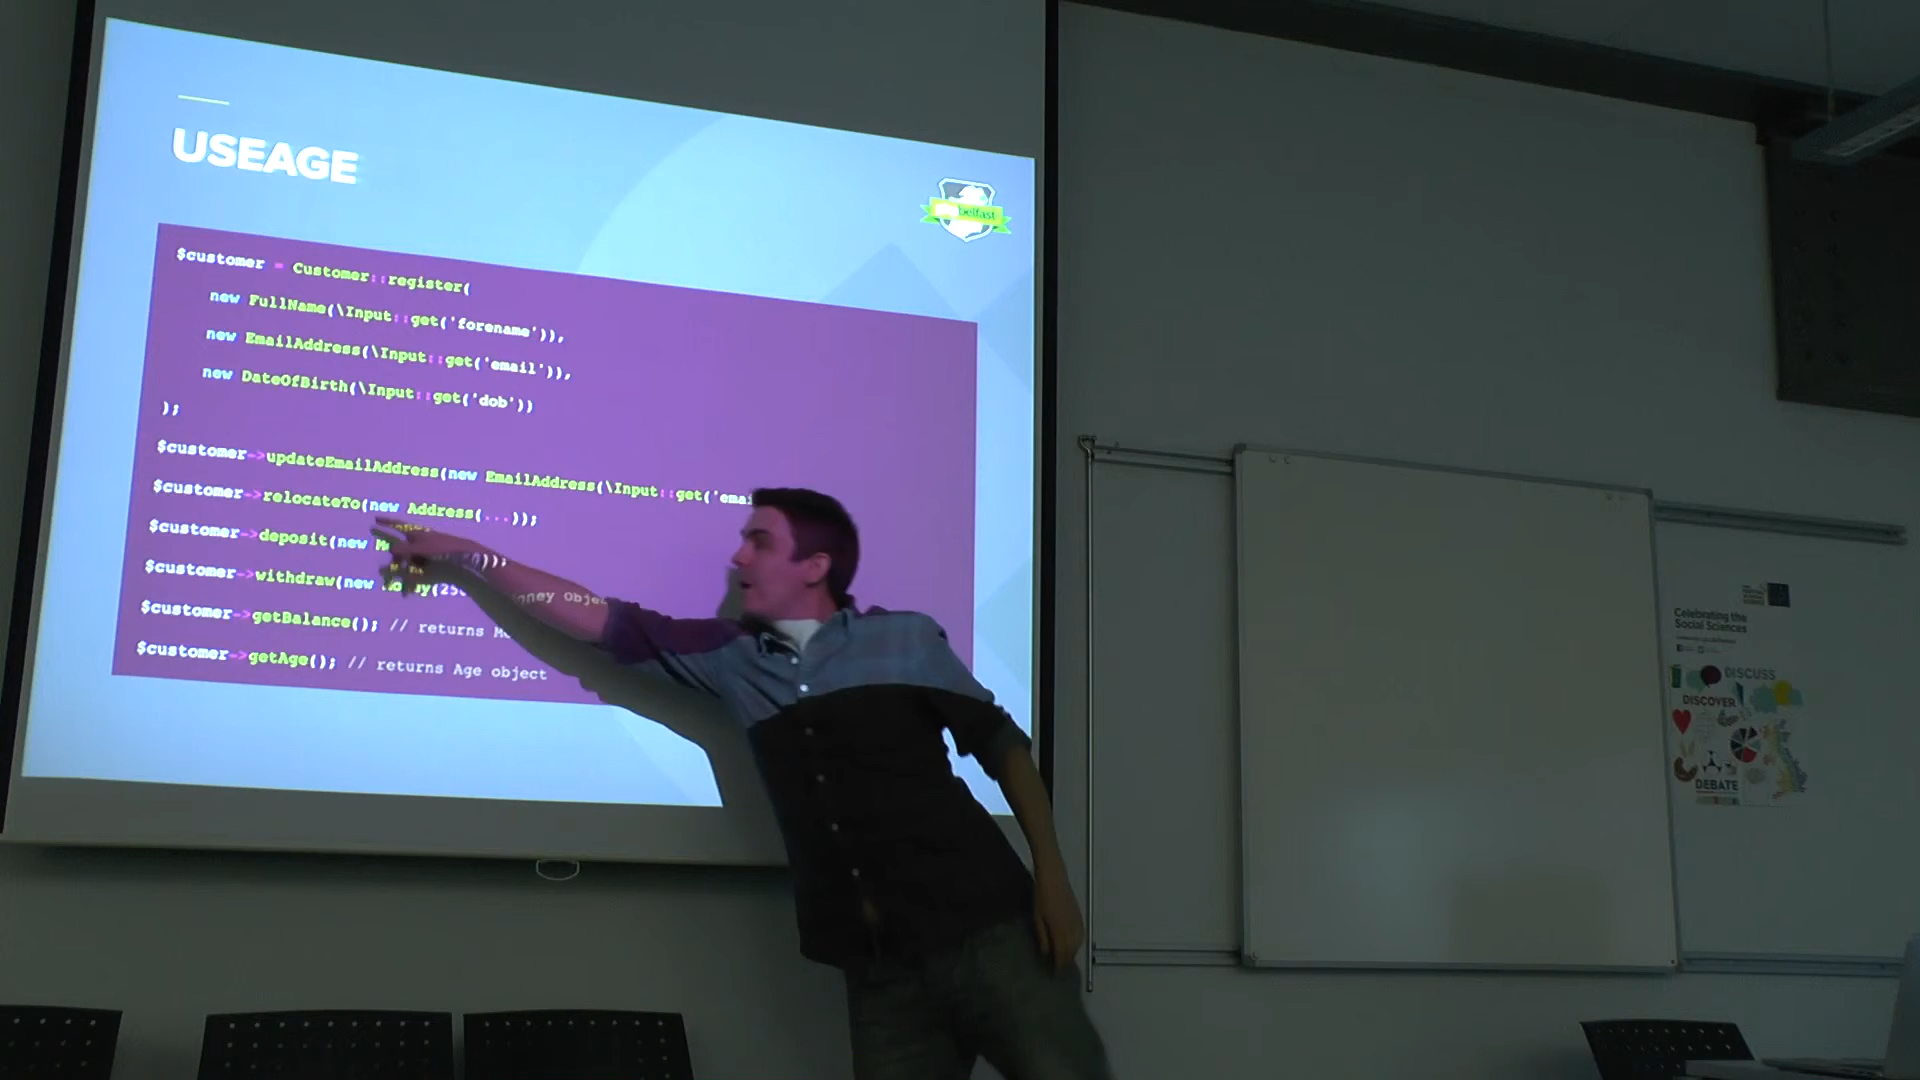 USEAGE
belfast
$customer = Customer::register(
new FullName(\Input::get('forename')),
new EmailAddress(\Input::get('email')),
new DateOfBirth(\Input::get('dob'))
);
$customer->updateEmailAddress(new EmailAddress(\Input::get('emai
$customer->relocateTo(new Address(...));
$customer->deposit(new M
$customer->withdraw(new
$customer->getBalance(); // returns
$customer->getAge(); // returns Age object
Celebrating the
Social Sciences
DISCUSS
DISCOVER
DEBATE